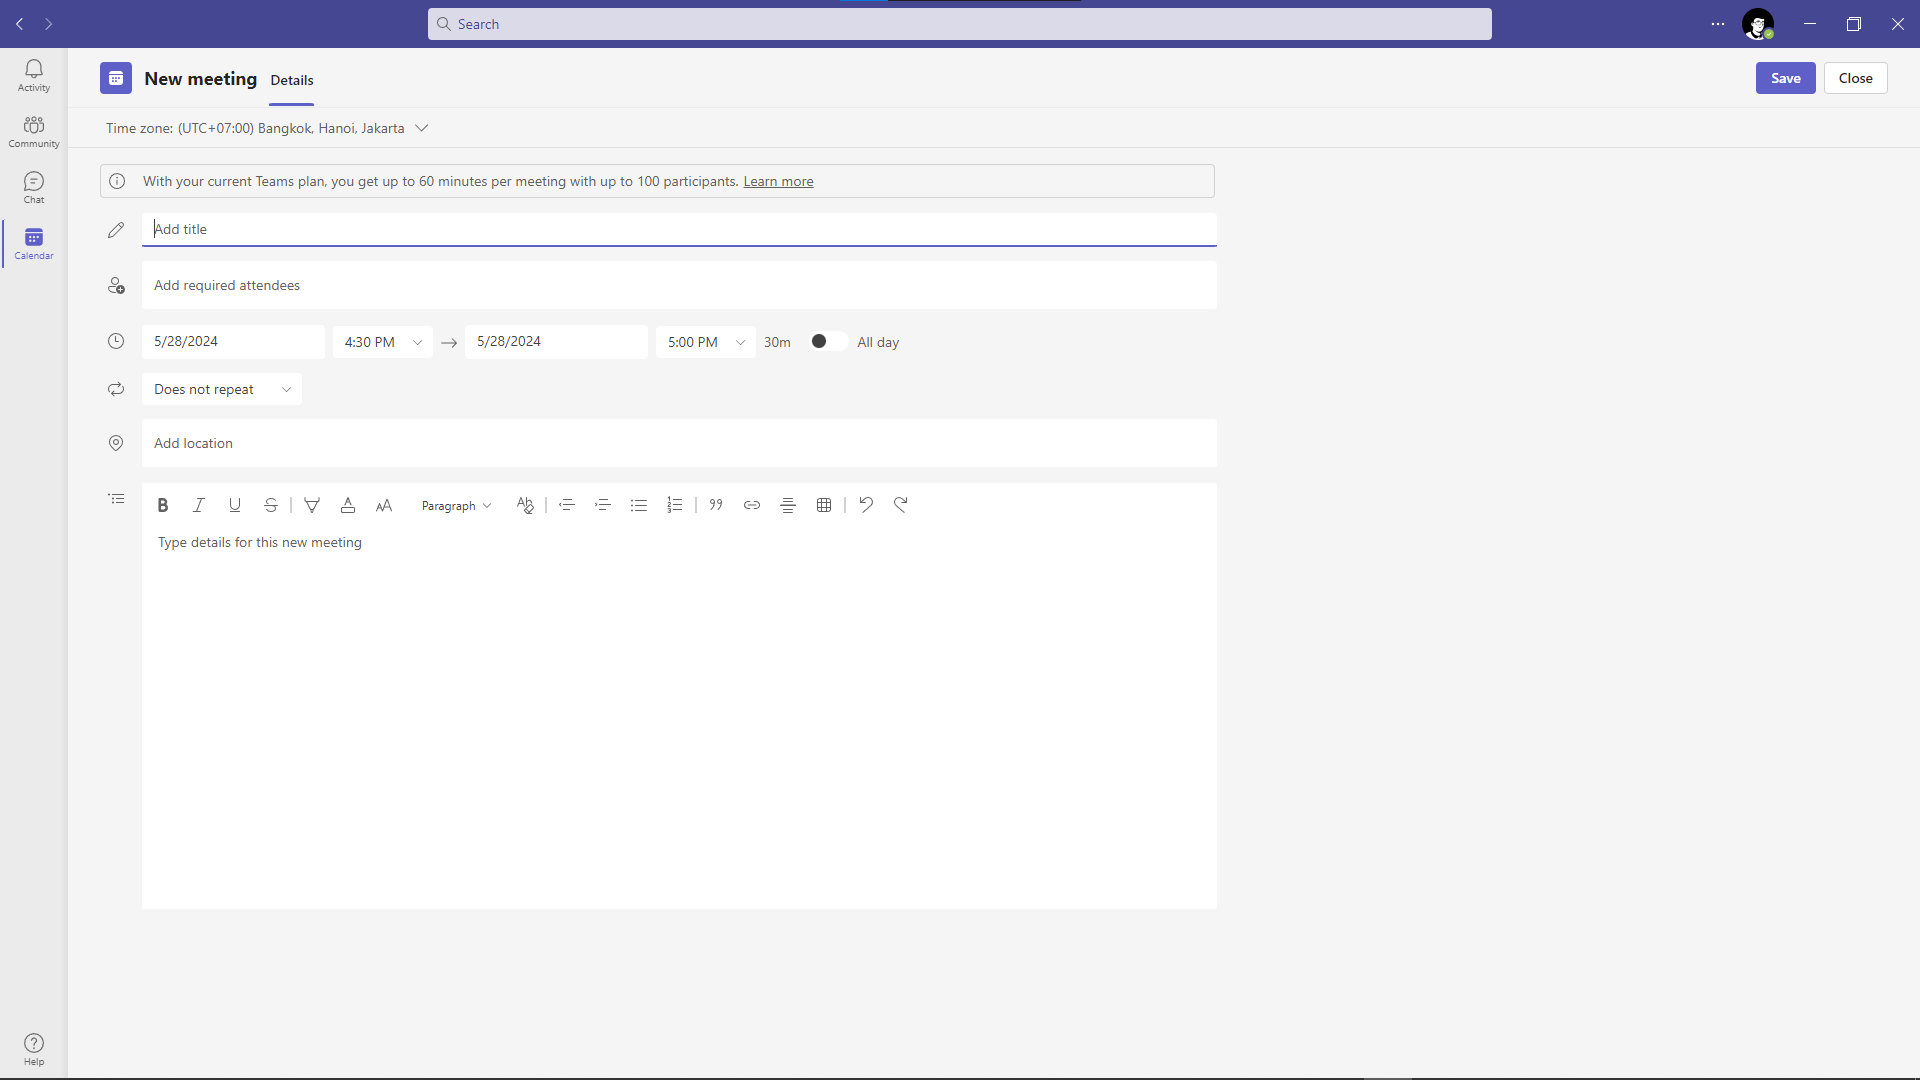 Search
Activity
Community
Chat
Calendar
Help
New meeting Details
Save Close
Time zone: (UTC+07:00) Bangkok, Hanoi, Jakarta
With your current Teams plan, you get up to 60 minutes per meeting with up to 100 participants. Learn more
Add title
Add required attendees
5/28/2024 4:30 PM 5/28/2024 5:00 PM 30m All day
Does not repeat
Add location
Paragraph
Type details for this new meeting